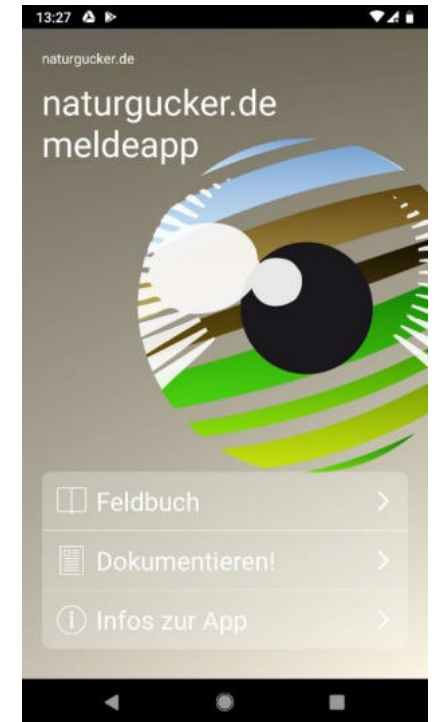 13:27
naturgucker.de
naturgucker.de
meldeapp
Feldbuch
Dokumentieren!
Infos zur App